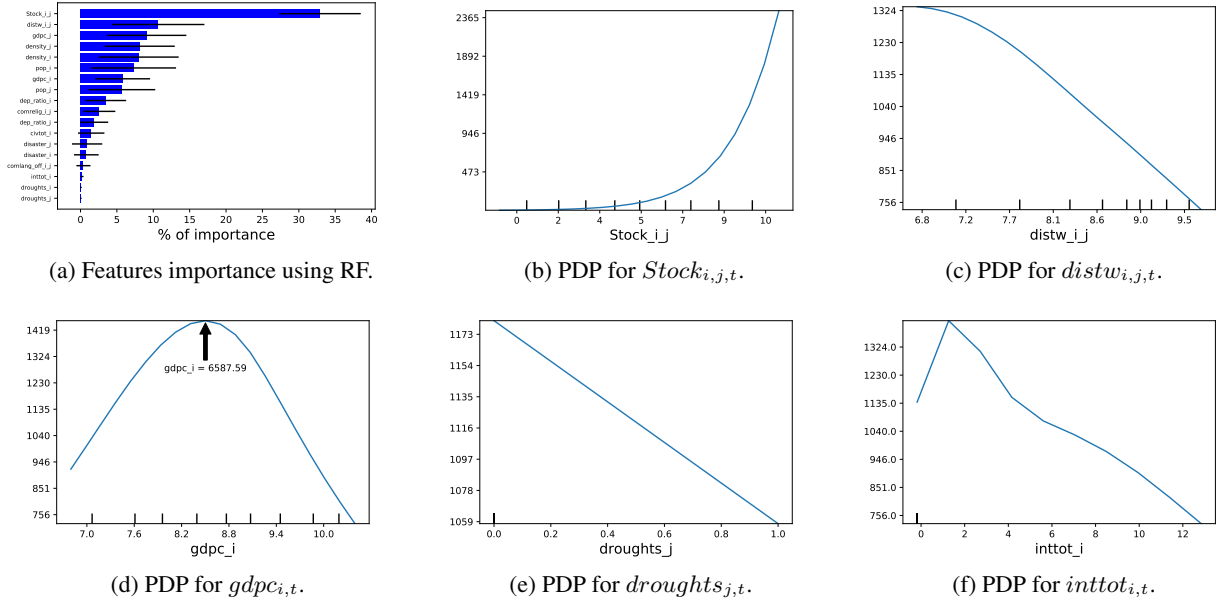 Stock_i_j
distw_i_j
gdpc_j
density_j
density_i
pop_i
gdpc_i
pop_j
dep_ratio_i
comrelig_i_j
dep_ratio_j
civtot_i
disaster_j
disaster_i
comlang_off_i_j
inttot_i
droughts_i
droughts_j
0 5 10 15 20 25 30 35 40
% of importance
(a) Features importance using RF.
2365
1892
1419
946
473
0 2 3 5 6 7 9 10
Stock_i_j
(b) PDP for Stock_{i,j,t}.
1324
1230
1135
1040
946
851
756
6.8 7.2 7.7 8.1 8.6 9.0 9.5
distw_i_j
(c) PDP for distw_{i,j,t}.
1419
1324
1230
1135
1040
946
851
756
gdpc_i = 6587.59
7.0 7.6 8.2 8.8 9.4 10.0
gdpc_i
(d) PDP for gdpc_{i,t}.
1173
1154
1135
1116
1097
1078
1059
0.0 0.2 0.4 0.6 0.8 1.0
droughts_j
(e) PDP for droughts_{j,t}.
1324.0
1230.0
1135.0
1040.0
946.0
851.0
756.0
0 2 4 6 8 10 12
inttot_i
(f) PDP for inttot_{i,t}.